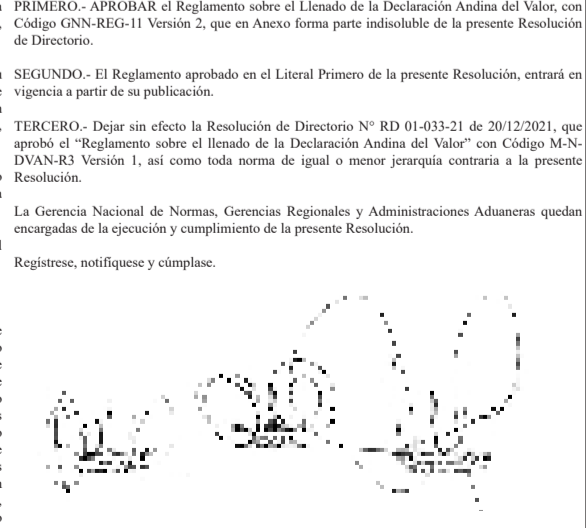 PRIMERO.- APROBAR el Reglamento sobre el Llenado de la Declaración Andina del Valor, con
Código GNN-REG-11 Versión 2, que en Anexo forma parte indisoluble de la presente Resolución
de Directorio.
SEGUNDO.- El Reglamento aprobado en el Literal Primero de la presente Resolución, entrará en
vigencia a partir de su publicación.
TERCERO.- Dejar sin efecto la Resolución de Directorio N° RD 01-033-21 de 20/12/2021, que
aprobó el “Reglamento sobre el llenado de la Declaración Andina del Valor” con Código M-N-
DVAN-R3 Versión 1, así como toda norma de igual o menor jerarquía contraria a la presente
Resolución.
La Gerencia Nacional de Normas, Gerencias Regionales y Administraciones Aduaneras quedan
encargadas de la ejecución y cumplimiento de la presente Resolución.
Regístrese, notifíquese y cúmplase.